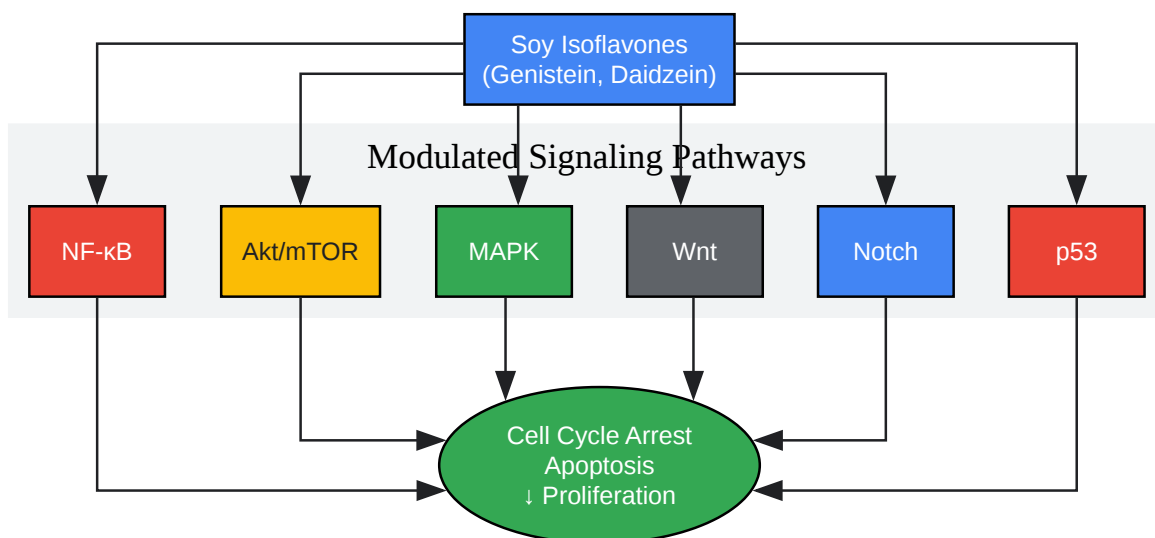 Soy Isoflavones
(Genistein, Daidzein)
Modulated Signaling Pathways
NF-κB
Akt/mTOR
MAPK
Wnt
Notch
p53
Cell Cycle Arrest
Apoptosis
↓ Proliferation